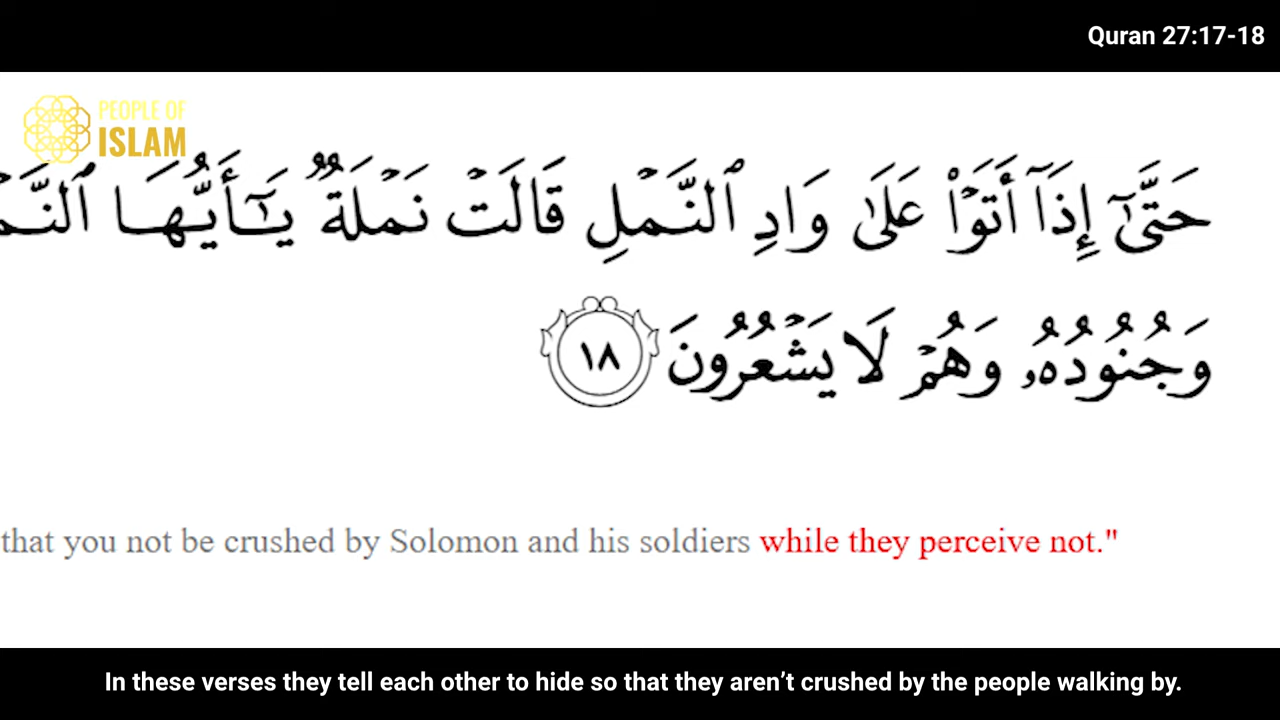 Quran 27:17-18
PEOPLE OF
ISLAM
حَتَّىٰٓ إِذَآ أَتَوْا۟ عَلَىٰ وَادِ ٱلنَّمْلِ قَالَتْ نَمْلَةٌ يَـٰٓأَيُّهَا
وَجُنُودُهُۥ وَهُمْ لَا يَشْعُرُونَ ١٨
that you not be crushed by Solomon and his soldiers while they perceive not."
In these verses they tell each other to hide so that they aren’t crushed by the people walking by.